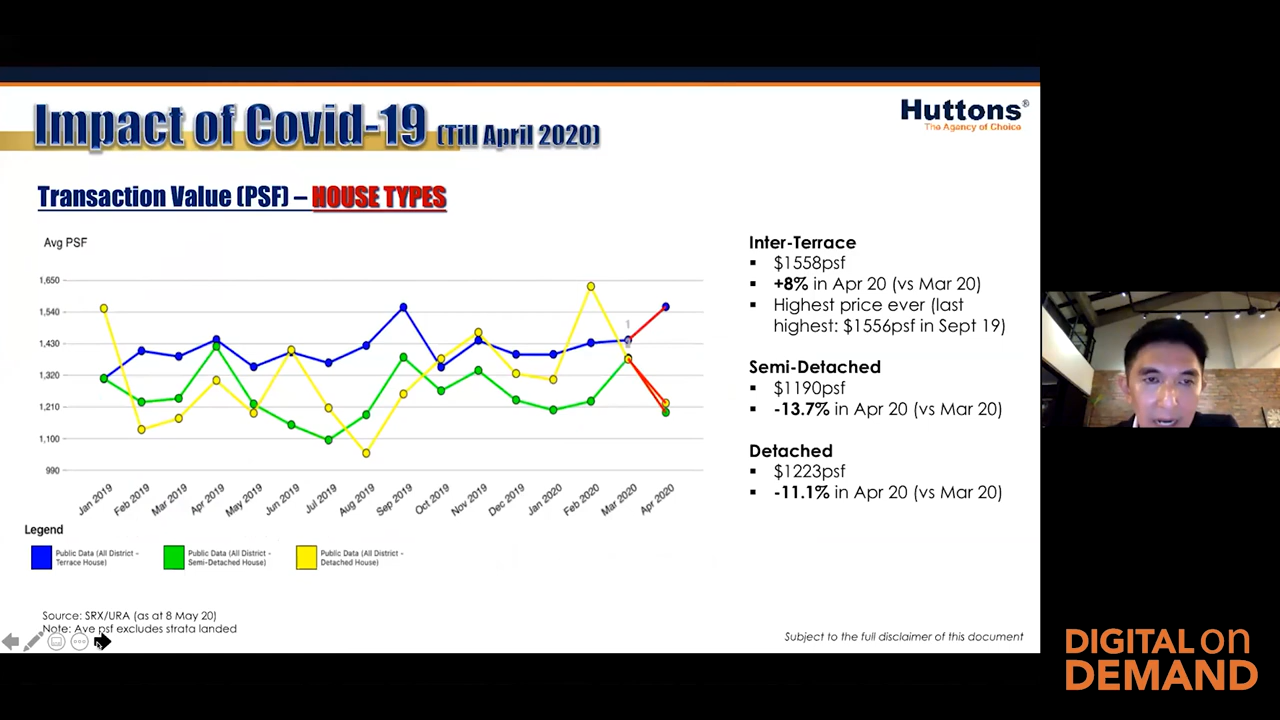 Impact of Covid-19 (Till April 2020)
Huttons®
The Agency of Choice
Transaction Value (PSF) – HOUSE TYPES
Avg PSF
1,650
1,540
1,430
1,320
1,210
1,100
990
Jan 2019
Feb 2019
Mar 2019
Apr 2019
May 2019
Jun 2019
Jul 2019
Aug 2019
Sep 2019
Oct 2019
Nov 2019
Dec 2019
Jan 2020
Feb 2020
Mar 2020
Apr 2020
Legend
Public Data (All District -
Terrace House)
Public Data (All District -
Semi-Detached House)
Public Data (All District -
Detached House)
Inter-Terrace
▪ $1558psf
▪ +8% in Apr 20 (vs Mar 20)
▪ Highest price ever (last
highest: $1556psf in Sept 19)
Semi-Detached
▪ $1190psf
▪ -13.7% in Apr 20 (vs Mar 20)
Detached
▪ $1223psf
▪ -11.1% in Apr 20 (vs Mar 20)
Source: SRX/URA (as at 8 May 20)
Note: Ave psf excludes strata landed
Subject to the full disclaimer of this document
DIGITAL on
DEMAND